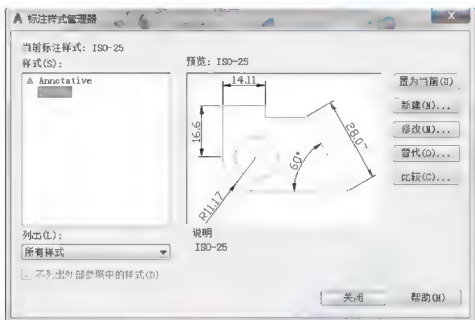 标注样式管理器
当前标注样式: ISO-25
样式(S):
Annotative
预览: ISO-25
14.11
16.6
28.07
60°
R11.17
置为当前(U)
新建(N)...
修改(M)...
替代(O)...
比较(C)...
列出(L):
所有样式
不列出外部参照中的样式(D)
说明
ISO-25
关闭
帮助(H)